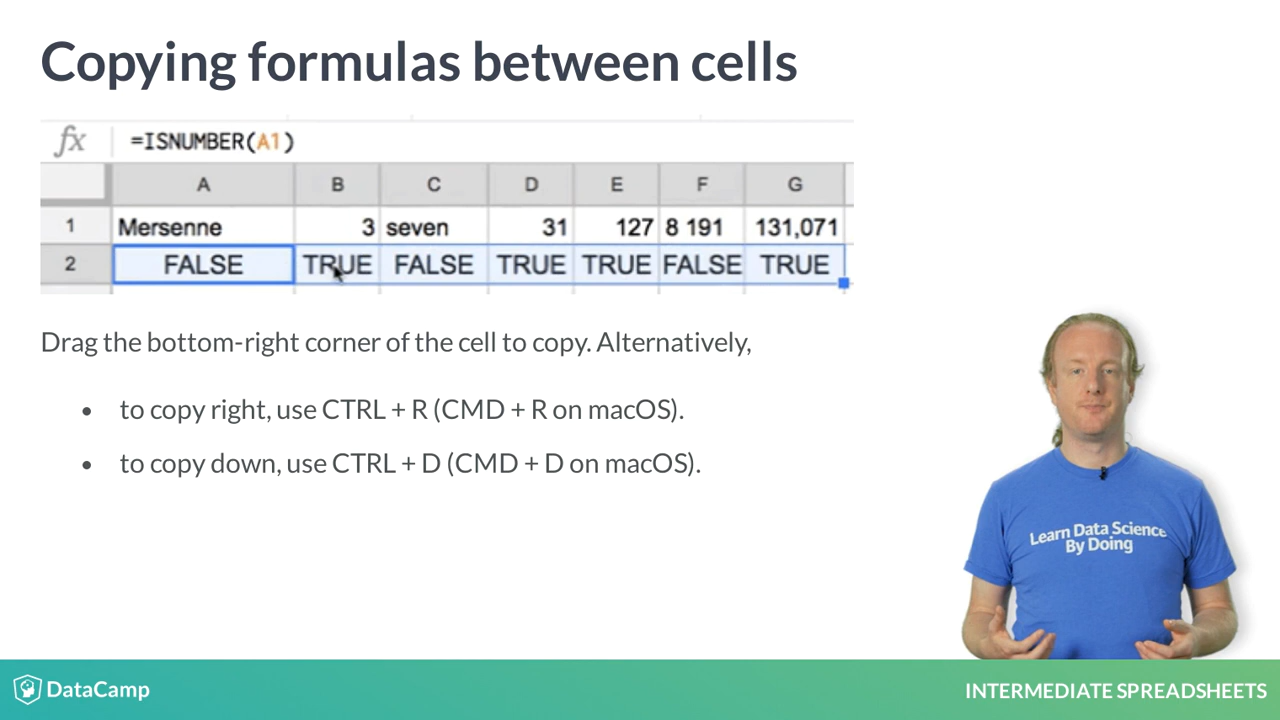 Copying formulas between cells
fx =ISNUMBER(A1)
A B C D E F G
1 Mersenne 3 seven 31 127 8 191 131,071
2 FALSE TRUE FALSE TRUE TRUE FALSE TRUE
Drag the bottom-right corner of the cell to copy. Alternatively,
• to copy right, use CTRL + R (CMD + R on macOS).
• to copy down, use CTRL + D (CMD + D on macOS).
Learn Data Science
By Doing
DataCamp
INTERMEDIATE SPREADSHEETS